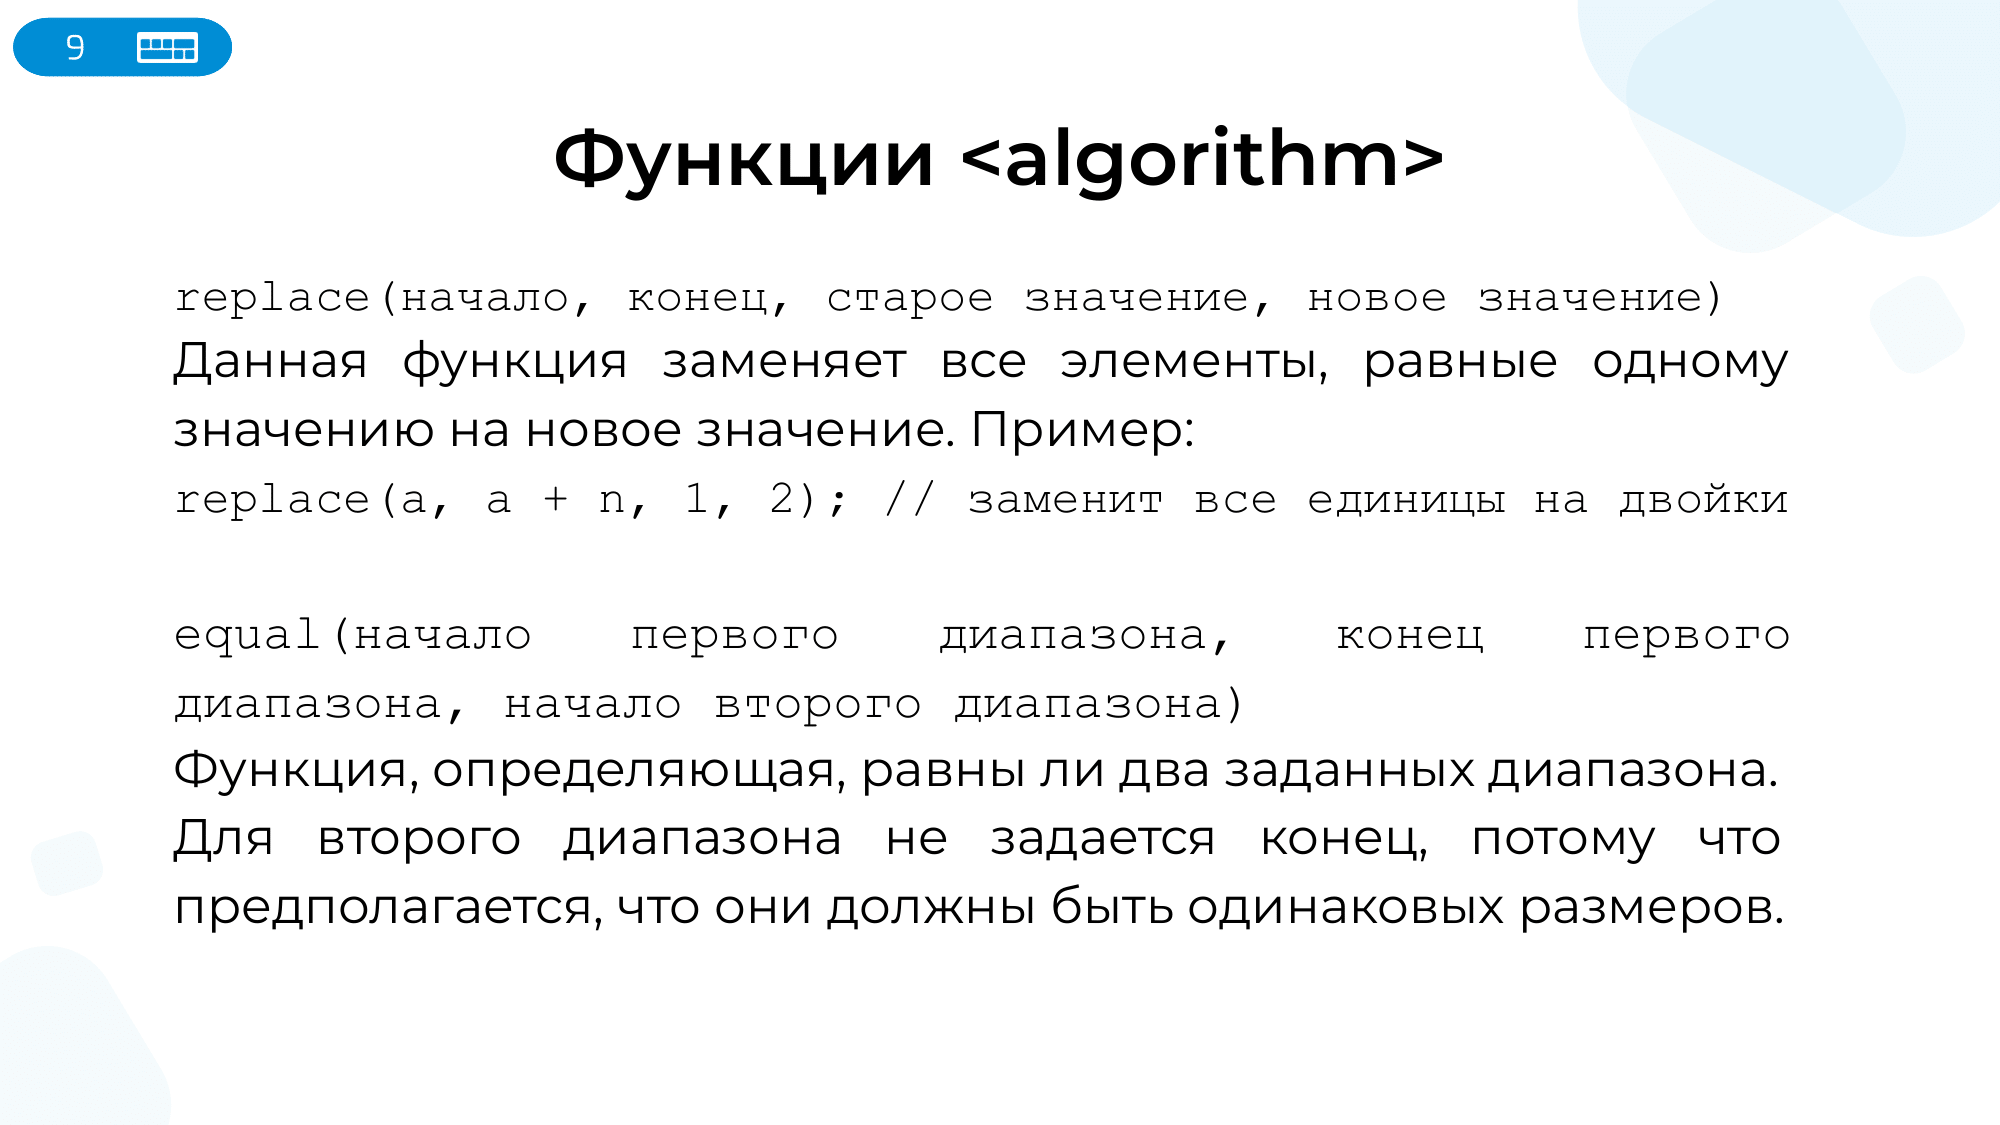 9
Функции <algorithm>
replace(начало, конец, старое значение, новое значение)
Данная функция заменяет все элементы, равные одному
значению на новое значение. Пример:
replace(a, a + n, 1, 2); // заменит все единицы на двойки
equal(начало первого диапазона, конец первого
диапазона, начало второго диапазона)
Функция, определяющая, равны ли два заданных диапазона.
Для второго диапазона не задается конец, потому что
предполагается, что они должны быть одинаковых размеров.